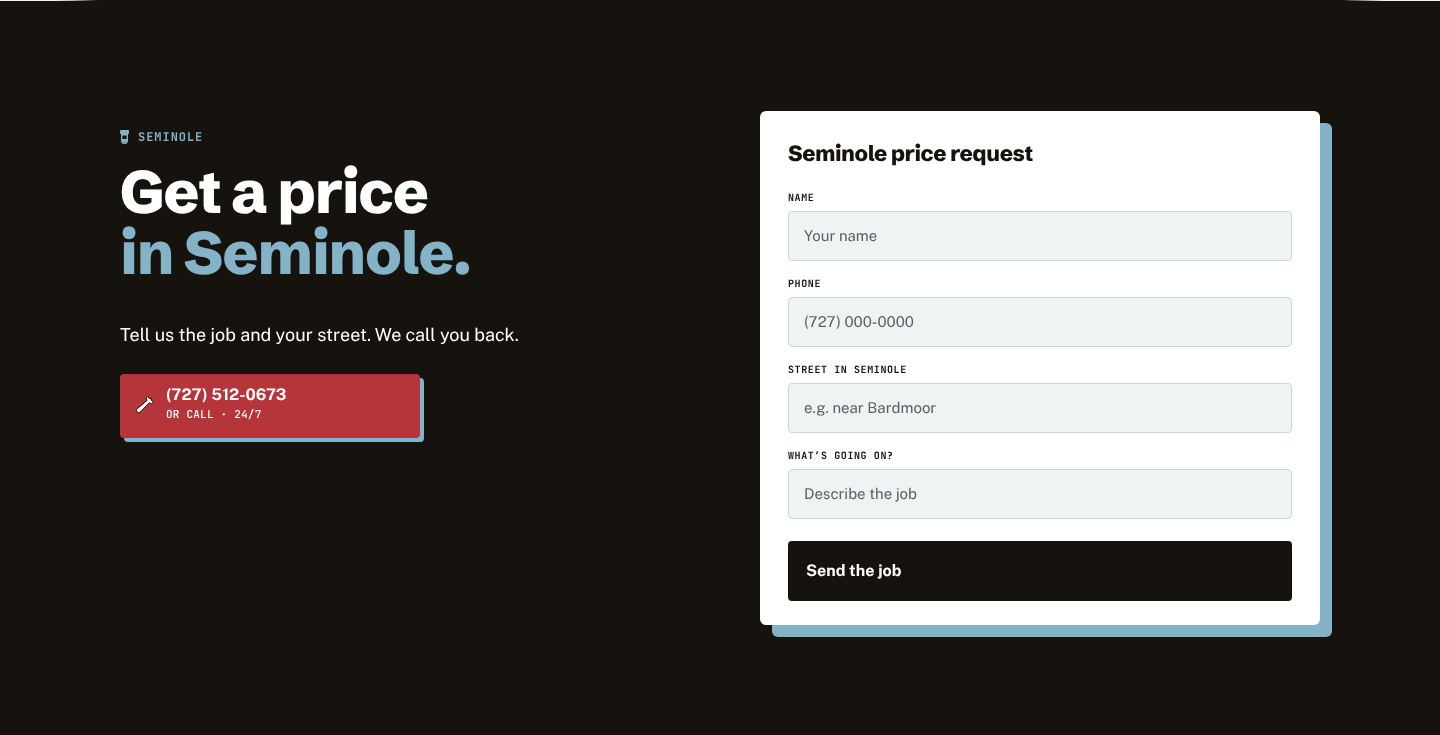 SEMINOLE
Get a price
in Seminole.
Tell us the job and your street. We call you back.
(727) 512-0673
OR CALL · 24/7
Seminole price request
NAME
Your name
PHONE
(727) 000-0000
STREET IN SEMINOLE
e.g. near Bardmoor
WHAT’S GOING ON?
Describe the job
Send the job